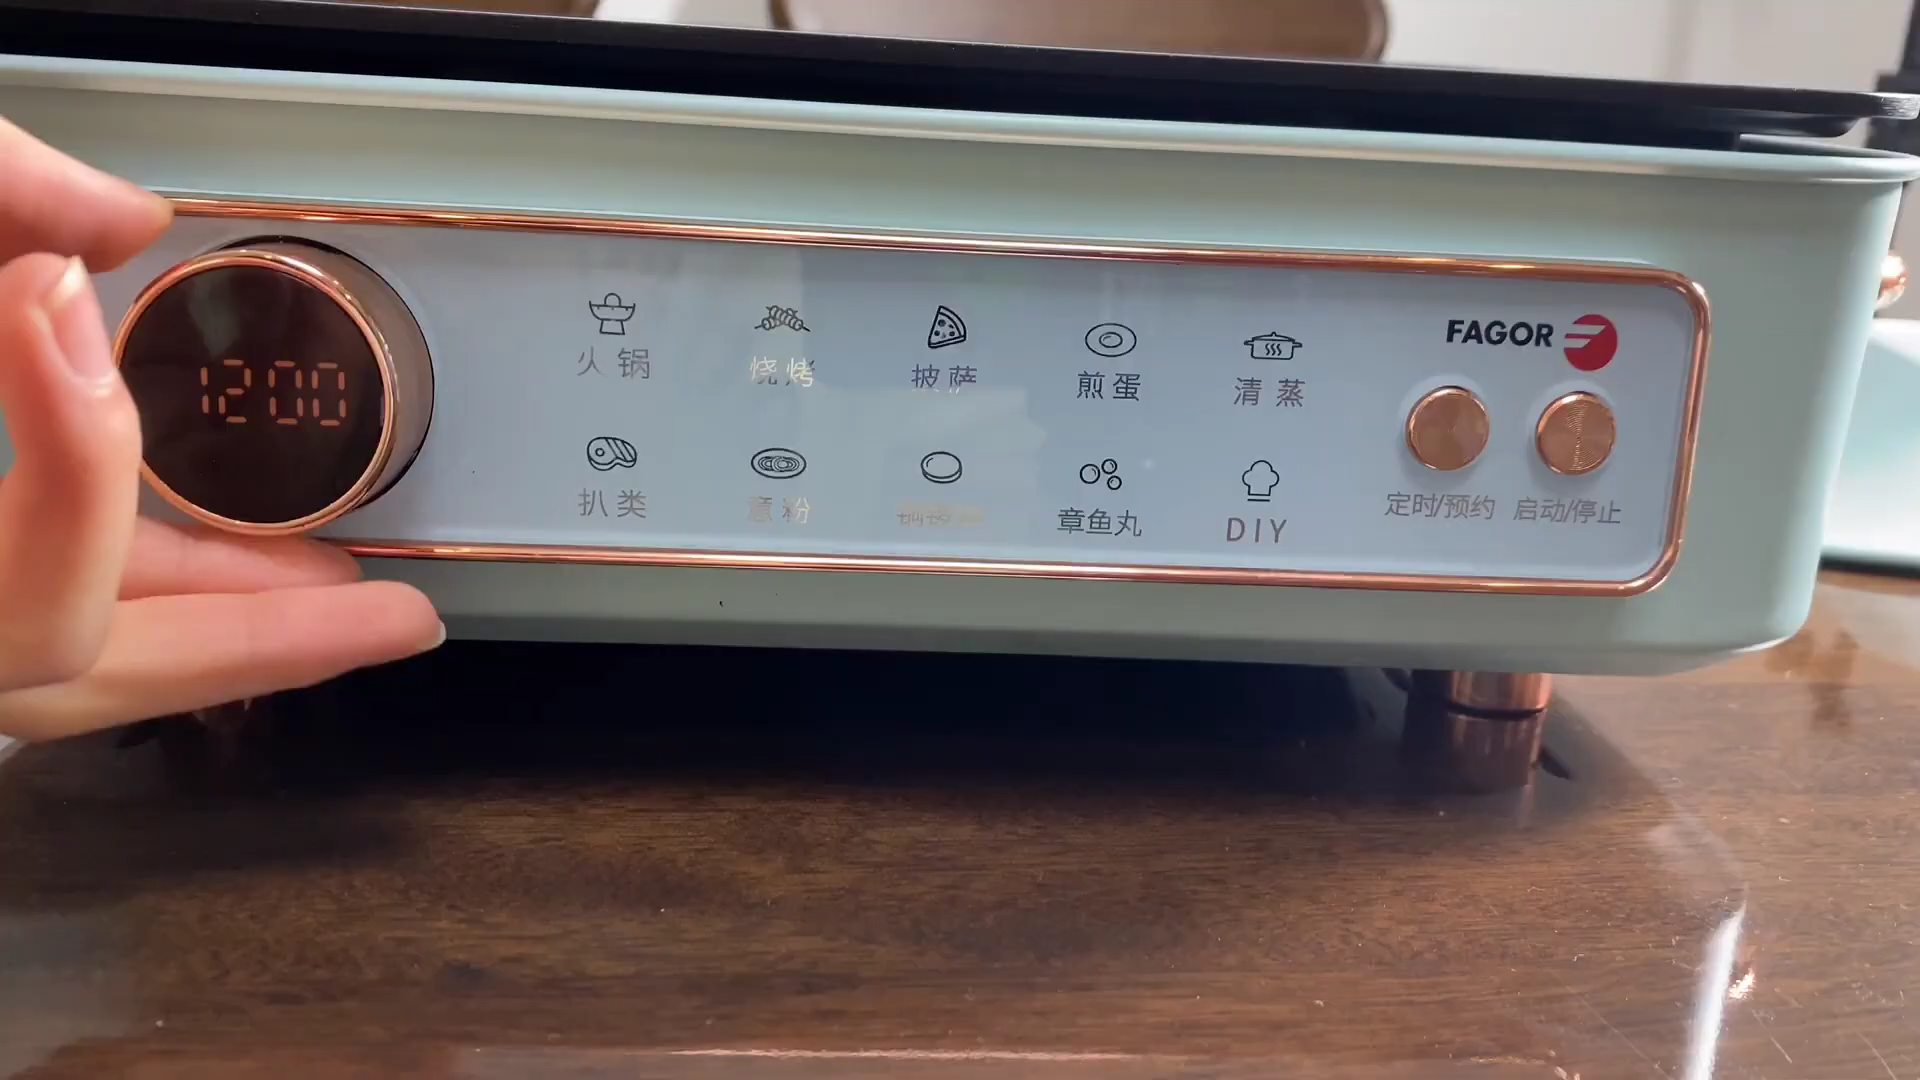 1200
火锅
烧烤
披萨
煎蛋
清蒸
FAGOR
扒类
意粉
章鱼丸
DIY
定时/预约
启动/停止